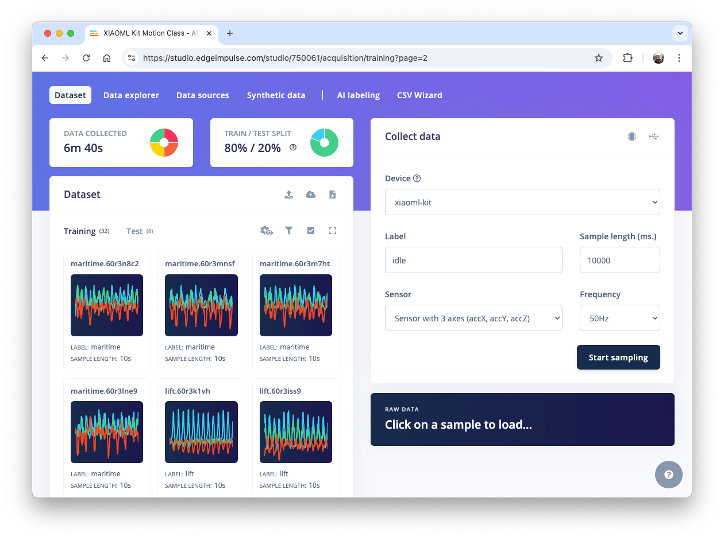 XIAOML Kit Motion Class - A
https://studio.edgeimpulse.com/studio/750061/acquisition/training?page=2
Dataset Data explorer Data sources Synthetic data | AI labeling CSV Wizard
DATA COLLECTED
6m 40s
TRAIN / TEST SPLIT
80% / 20%
Dataset
Training (32) Test (8)
maritime.60r3n8c2 maritime.60r3mnsf maritime.60r3m7ht
LABEL: maritime LABEL: maritime LABEL: maritime
SAMPLE LENGTH: 10s SAMPLE LENGTH: 10s SAMPLE LENGTH: 10s
maritime.60r3lne9 lift.60r3k1vh lift.60r3iss9
LABEL: maritime LABEL: lift LABEL: lift
SAMPLE LENGTH: 10s SAMPLE LENGTH: 10s SAMPLE LENGTH: 10s
Collect data
Device ?
xiaoml-kit
Label Sample length (ms.)
idle 10000
Sensor Frequency
Sensor with 3 axes (accX, accY, accZ) 50Hz
Start sampling
RAW DATA
Click on a sample to load...
?